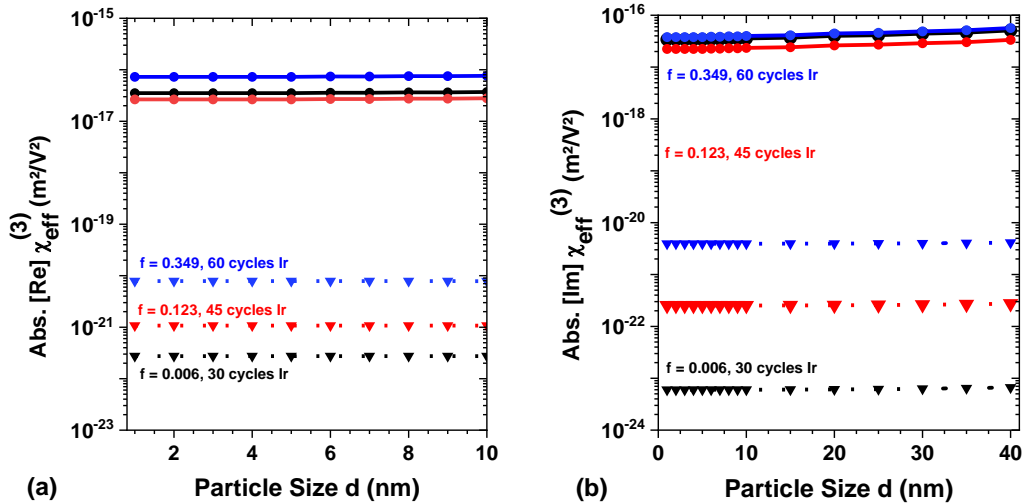 10⁻¹⁵
10⁻¹⁷
10⁻¹⁹
10⁻²¹
10⁻²³
Abs. [Re] χeff⁽³⁾ (m²/V²)
f = 0.349, 60 cycles Ir
f = 0.123, 45 cycles Ir
f = 0.006, 30 cycles Ir
2 4 6 8 10
(a) Particle Size d (nm)
10⁻¹⁶
10⁻¹⁸
10⁻²⁰
10⁻²²
10⁻²⁴
Abs. [Im] χeff⁽³⁾ (m²/V²)
f = 0.349, 60 cycles Ir
f = 0.123, 45 cycles Ir
f = 0.006, 30 cycles Ir
0 10 20 30 40
(b) Particle Size d (nm)